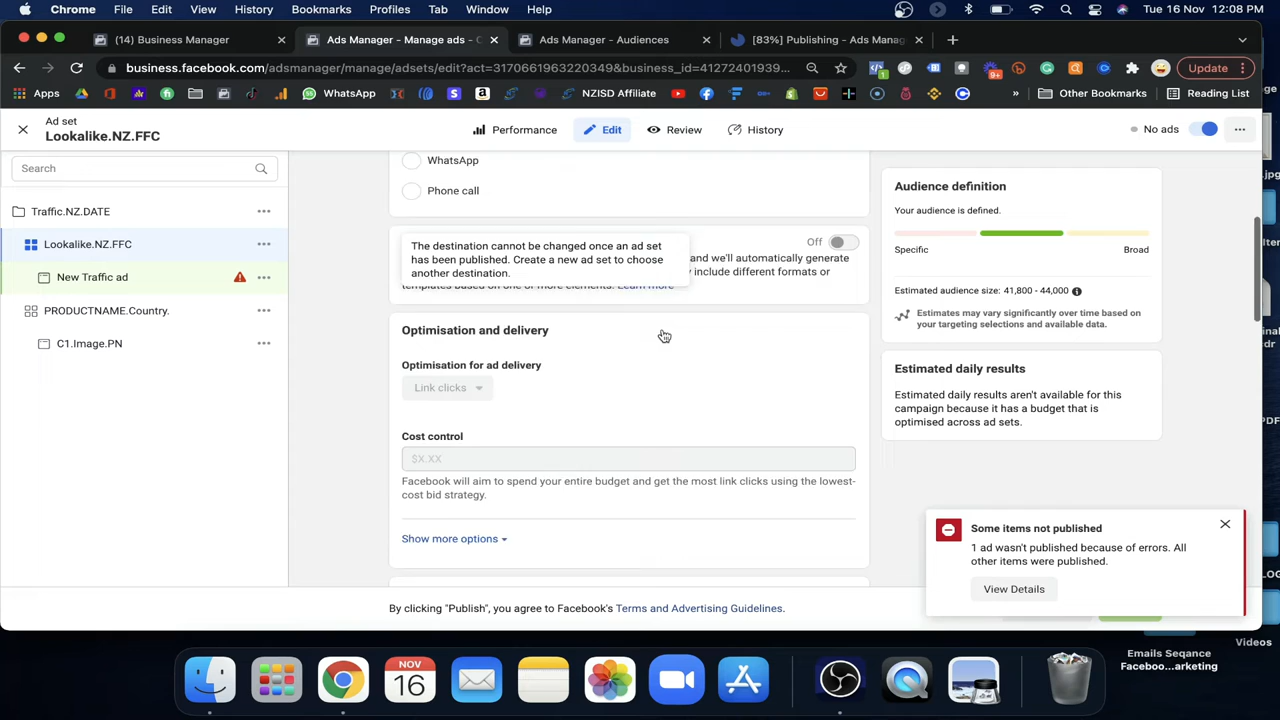 Chrome File Edit View History Bookmarks Profiles Tab Window Help Tue 16 Nov 12:08 PM
(14) Business Manager Ads Manager - Manage ads - C Ads Manager - Audiences [83%] Publishing - Ads Manag
business.facebook.com/adsmanager/manage/adsets/edit?act=3170661963220349&business_id=41272401939... Update
Apps WhatsApp NZISD Affiliate Other Bookmarks Reading List
Ad set
Lookalike.NZ.FFC
Performance Edit Review History No ads
Search
Traffic.NZ.DATE
Lookalike.NZ.FFC
New Traffic ad
PRODUCTNAME.Country.
C1.Image.PN
WhatsApp
Phone call
The destination cannot be changed once an ad set
has been published. Create a new ad set to choose
another destination.
Off
and we'll automatically generate
include different formats or
templates based on one or more elements. Learn more
Optimisation and delivery
Optimisation for ad delivery
Link clicks
Cost control
$X.XX
Facebook will aim to spend your entire budget and get the most link clicks using the lowest-
cost bid strategy.
Show more options
Audience definition
Your audience is defined.
Specific Broad
Estimated audience size: 41,800 - 44,000
Estimates may vary significantly over time based on
your targeting selections and available data.
Estimated daily results
Estimated daily results aren't available for this
campaign because it has a budget that is
optimised across ad sets.
Some items not published
1 ad wasn't published because of errors. All
other items were published.
View Details
By clicking "Publish", you agree to Facebook's Terms and Advertising Guidelines.
.jpg
PDF
Videos
Emails Seqance
Faceboo...arketing
NOV
16